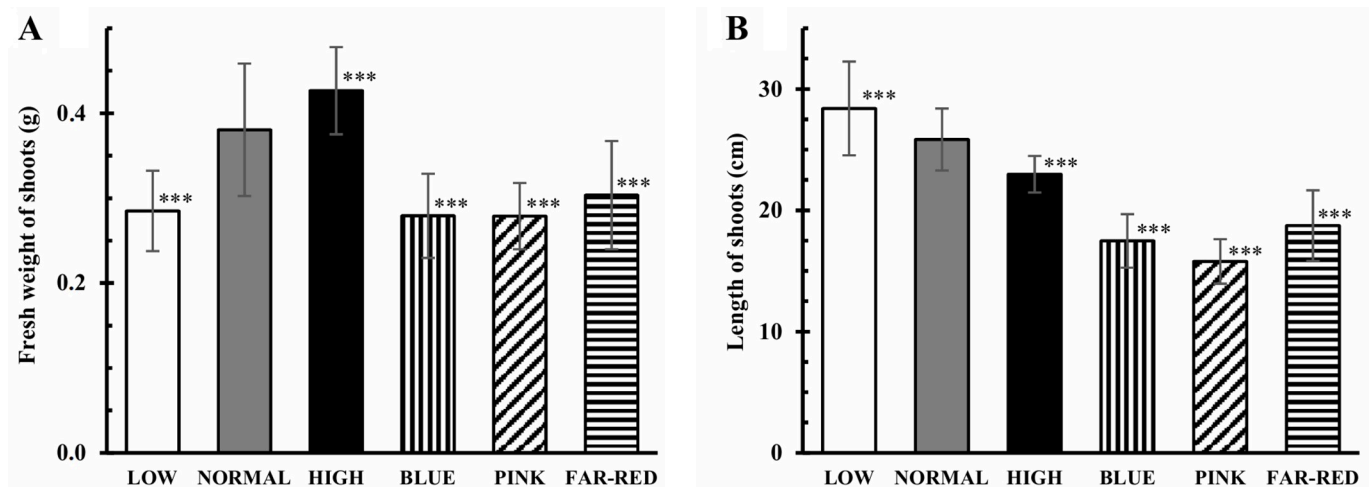 A
Fresh weight of shoots (g)
0.4
0.2
0.0
***
***
***
***
***
LOW NORMAL HIGH BLUE PINK FAR-RED
B
Length of shoots (cm)
30
20
10
0
***
***
***
***
***
LOW NORMAL HIGH BLUE PINK FAR-RED